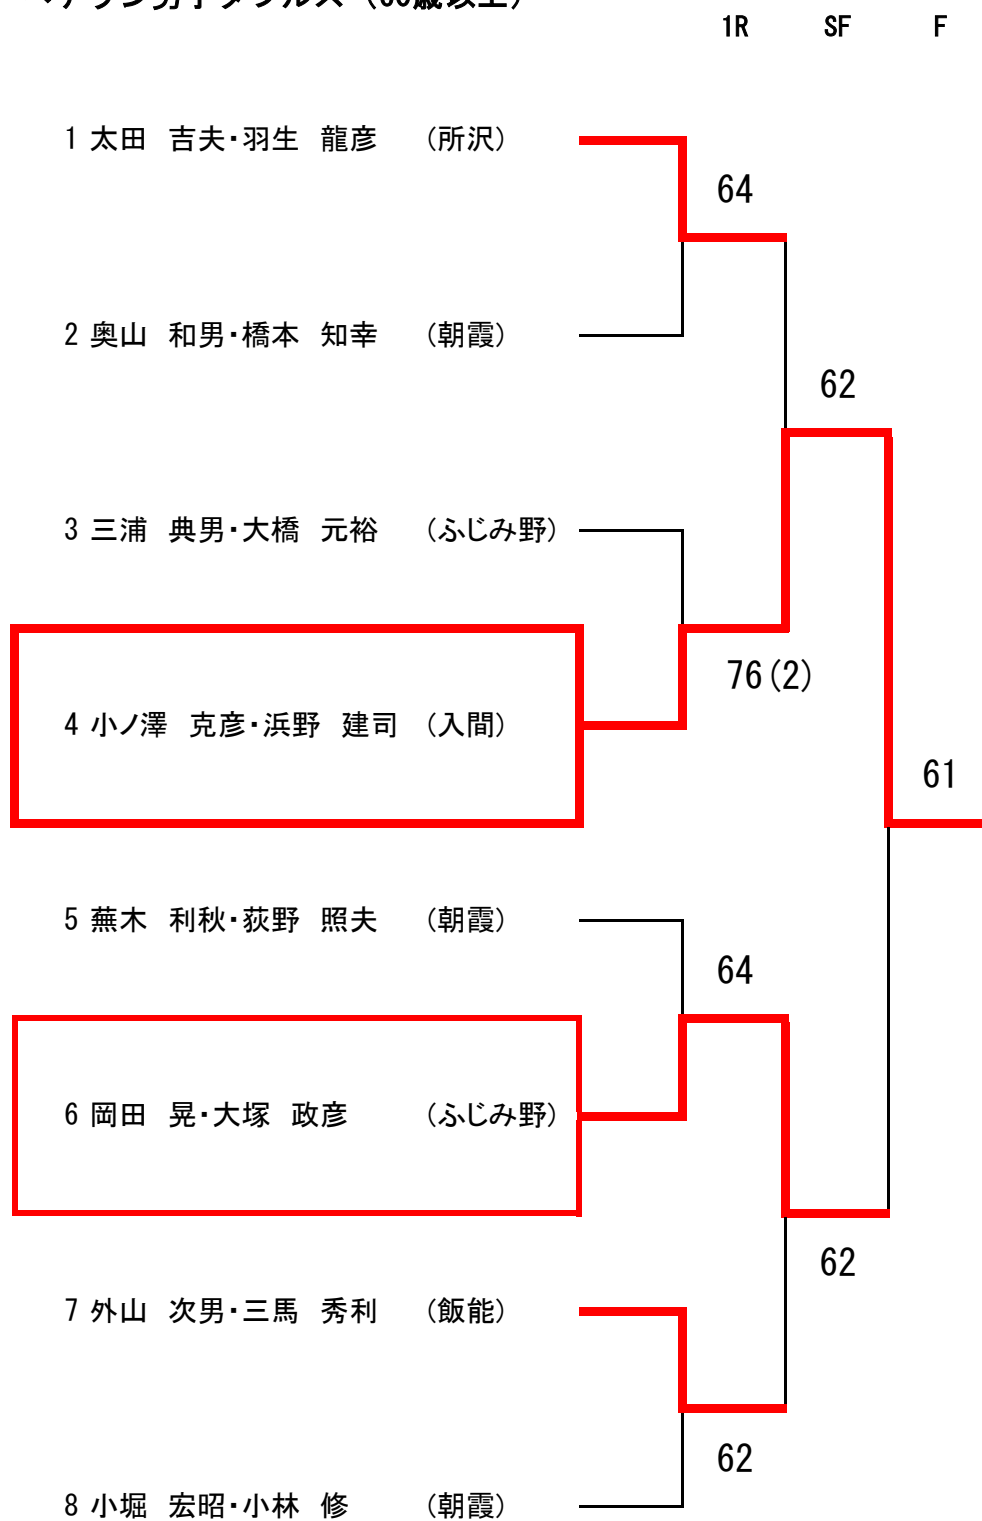 1R SF F
1 太田　吉夫・羽生　龍彦 (所沢)
64
2 奥山　和男・橋本　知幸 (朝霞)
62
3 三浦　典男・大橋　元裕 (ふじみ野)
76(2)
4 小ノ澤　克彦・浜野　建司 (入間)
61
5 蕪木　利秋・荻野　照夫 (朝霞)
64
6 岡田　晃・大塚　政彦 (ふじみ野)
62
7 外山　次男・三馬　秀利 (飯能)
62
8 小堀　宏昭・小林　修 (朝霞)